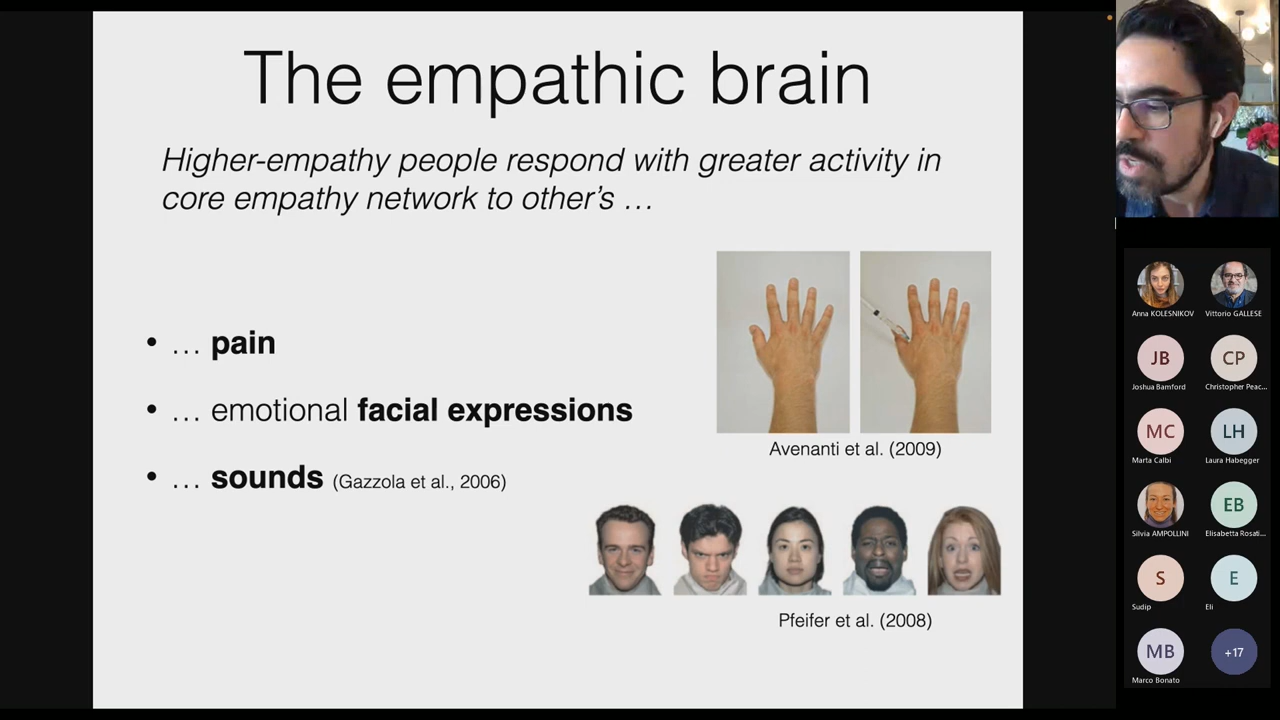 The empathic brain
Higher-empathy people respond with greater activity in
core empathy network to other's ...
• ... pain
• ... emotional facial expressions
• ... sounds (Gazzola et al., 2006)
Avenanti et al. (2009)
Pfeifer et al. (2008)
Anna KOLESNIKOV
Vittorio GALLESE
JB
CP
Joshua Bamford
Christopher Peac...
MC
LH
Marta Calbi
Laura Habegger
EB
Silvia AMPOLLINI
Elisabetta Rosati...
S
E
Sudip
Eli
MB
+17
Marco Bonato